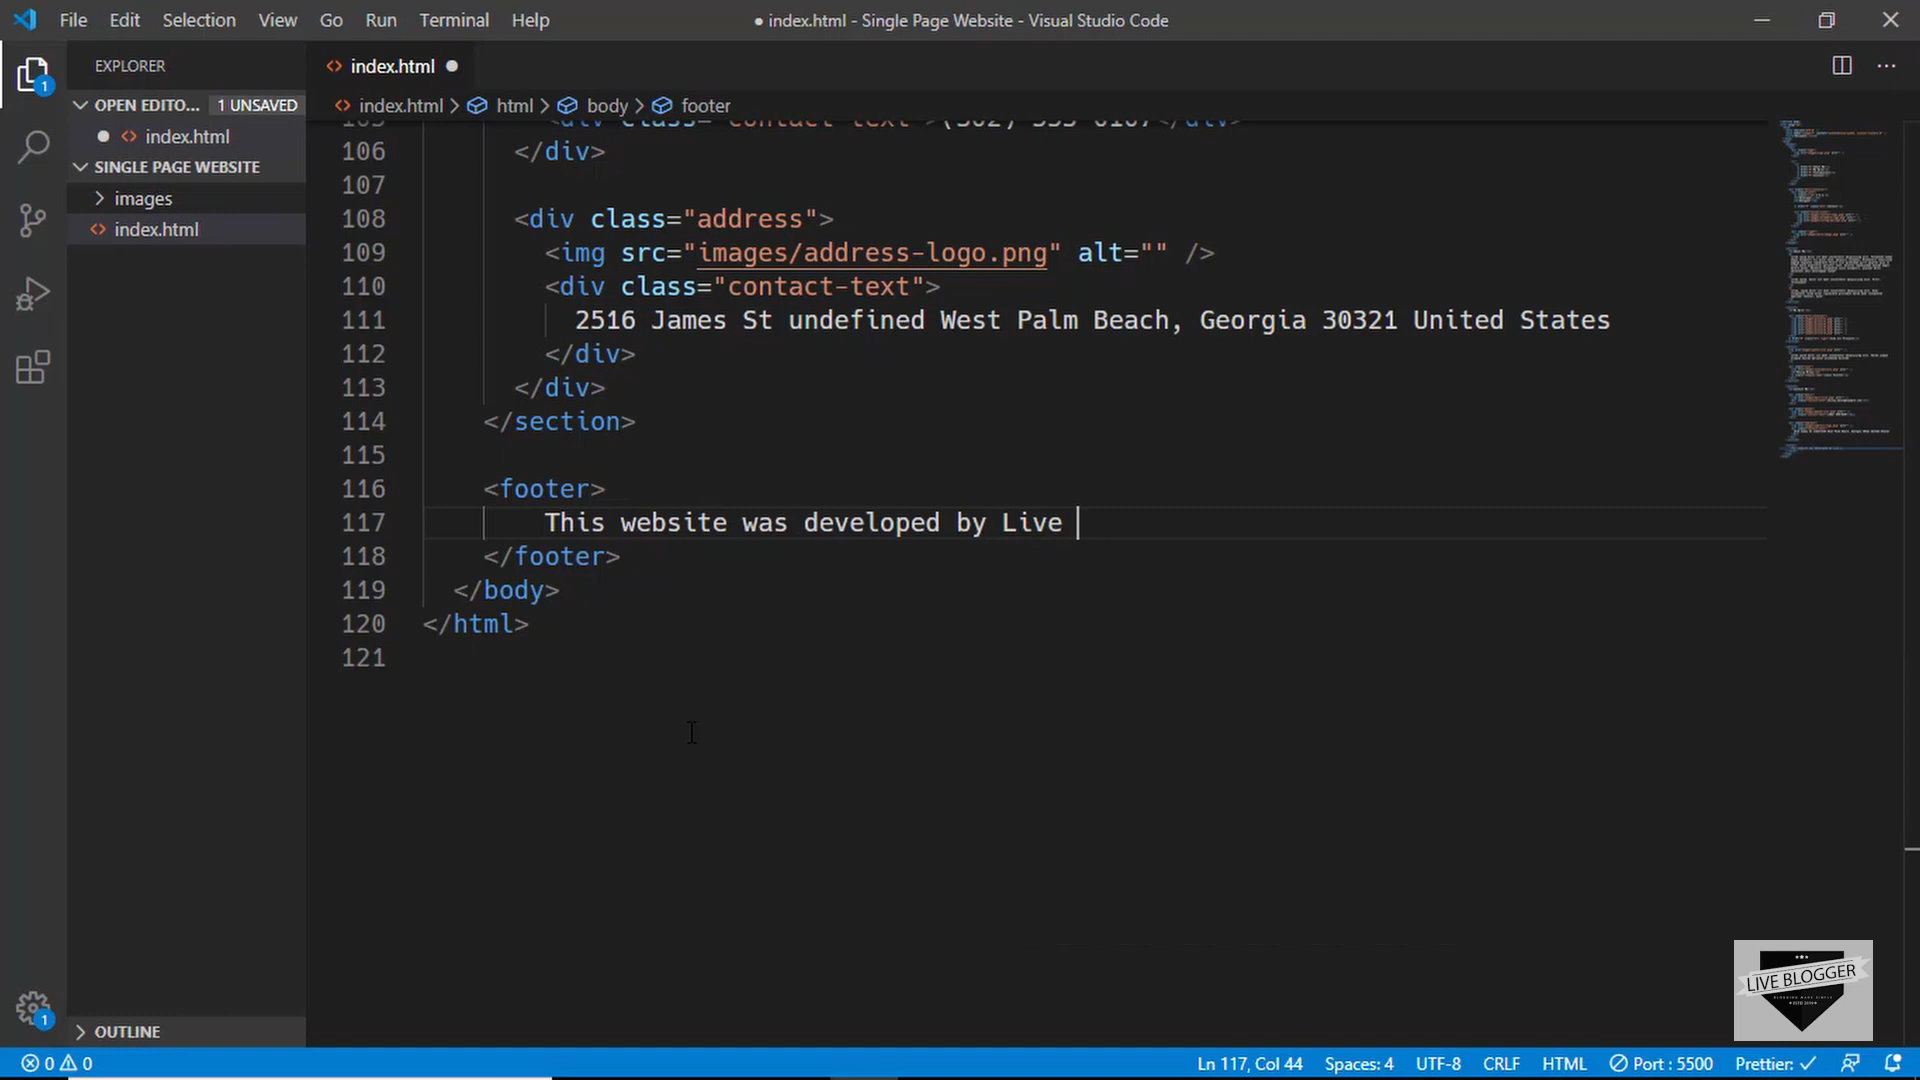 File Edit Selection View Go Run Terminal Help
● index.html - Single Page Website - Visual Studio Code
EXPLORER
OPEN EDITO... 1 UNSAVED
index.html
SINGLE PAGE WEBSITE
images
index.html
OUTLINE
index.html
index.html > html > body > footer
106 </div>
107
108 <div class="address">
109 <img src="images/address-logo.png" alt="" />
110 <div class="contact-text">
111 2516 James St undefined West Palm Beach, Georgia 30321 United States
112 </div>
113 </div>
114 </section>
115
116 <footer>
117 This website was developed by Live
118 </footer>
119 </body>
120 </html>
121
LIVE BLOGGER
0 0
Ln 117, Col 44 Spaces: 4 UTF-8 CRLF HTML Port : 5500 Prettier: ✓
1
1